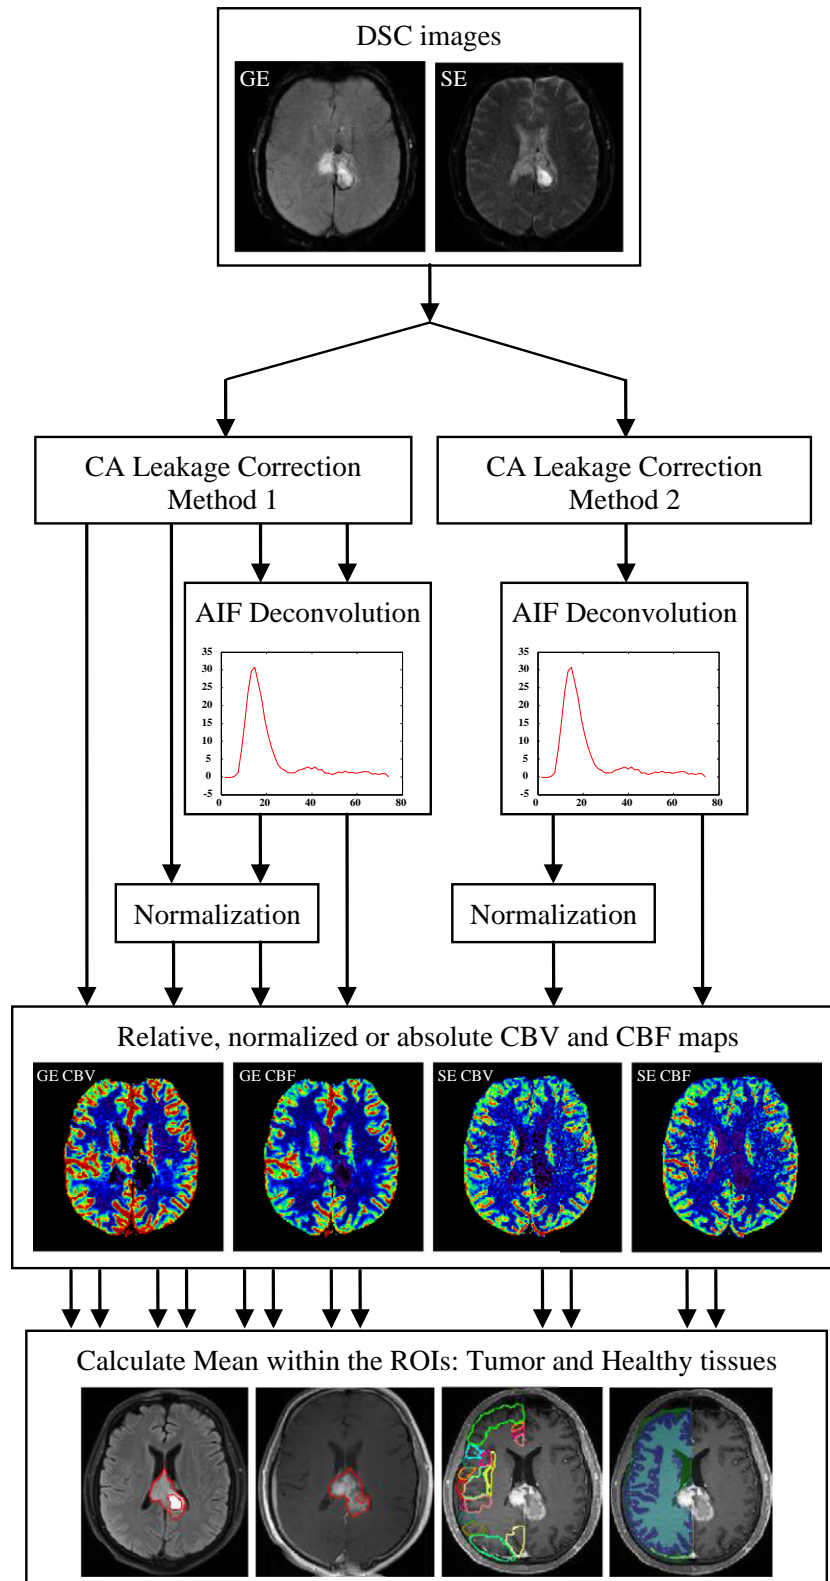 DSC images
GE
SE
CA Leakage Correction
Method 1
CA Leakage Correction
Method 2
AIF Deconvolution
35
30
25
20
15
10
5
0
-5
0
20
40
60
80
AIF Deconvolution
35
30
25
20
15
10
5
0
-5
0
20
40
60
80
Normalization
Normalization
Relative, normalized or absolute CBV and CBF maps
GE CBV
GE CBF
SE CBV
SE CBF
Calculate Mean within the ROIs: Tumor and Healthy tissues